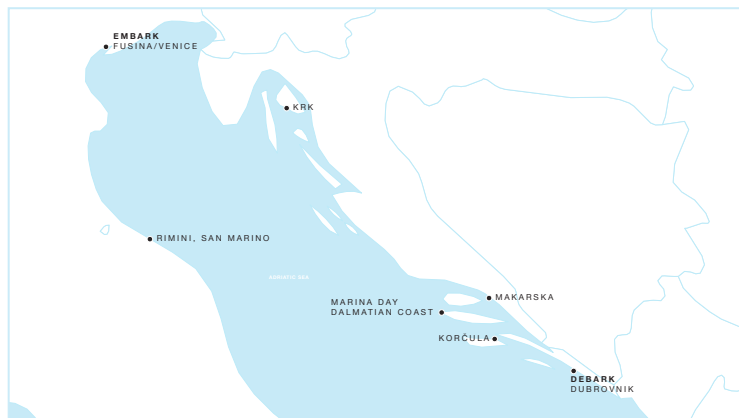 EMBARK
FUSINA/VENICE
KRK
RIMINI, SAN MARINO
ADRIATIC SEA
MARINA DAY
DALMATIAN COAST
MAKARSKA
KORČULA
DEBARK
DUBROVNIK